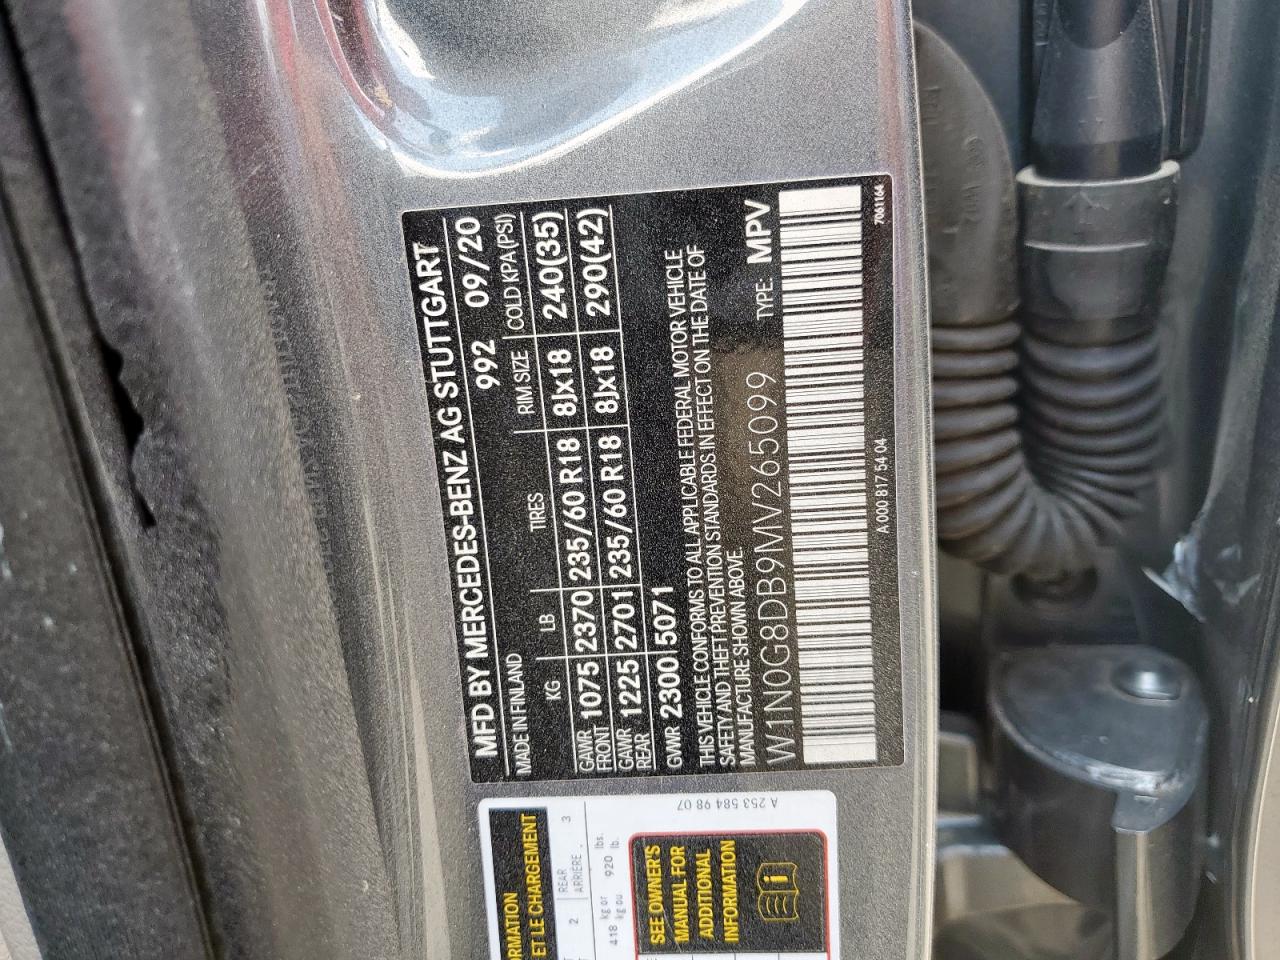 MFD BY MERCEDES-BENZ AG STUTTGART
992 09/20
MADE IN FINLAND
KG LB TIRES RIM SIZE COLD KPA(PSI)
GAWR FRONT 1075 2370 235/60 R18 8Jx18 240(35)
GAWR REAR 1225 2701 235/60 R18 8Jx18 290(42)
GVWR 2300 5071
THIS VEHICLE CONFORMS TO ALL APPLICABLE FEDERAL MOTOR VEHICLE
SAFETY AND THEFT PREVENTION STANDARDS IN EFFECT ON THE DATE OF
MANUFACTURE SHOWN ABOVE.
W1N0G8DB9MV265099 TYPE: MPV
A 000 817 54 04 7061164
ORMATION
ET LE CHARGEMENT
2 REAR ARRIÈRE 3
418 kg or 920 lbs.
kg ou lb.
SEE OWNER'S
MANUAL FOR
ADDITIONAL
INFORMATION
A 253 584 98 07